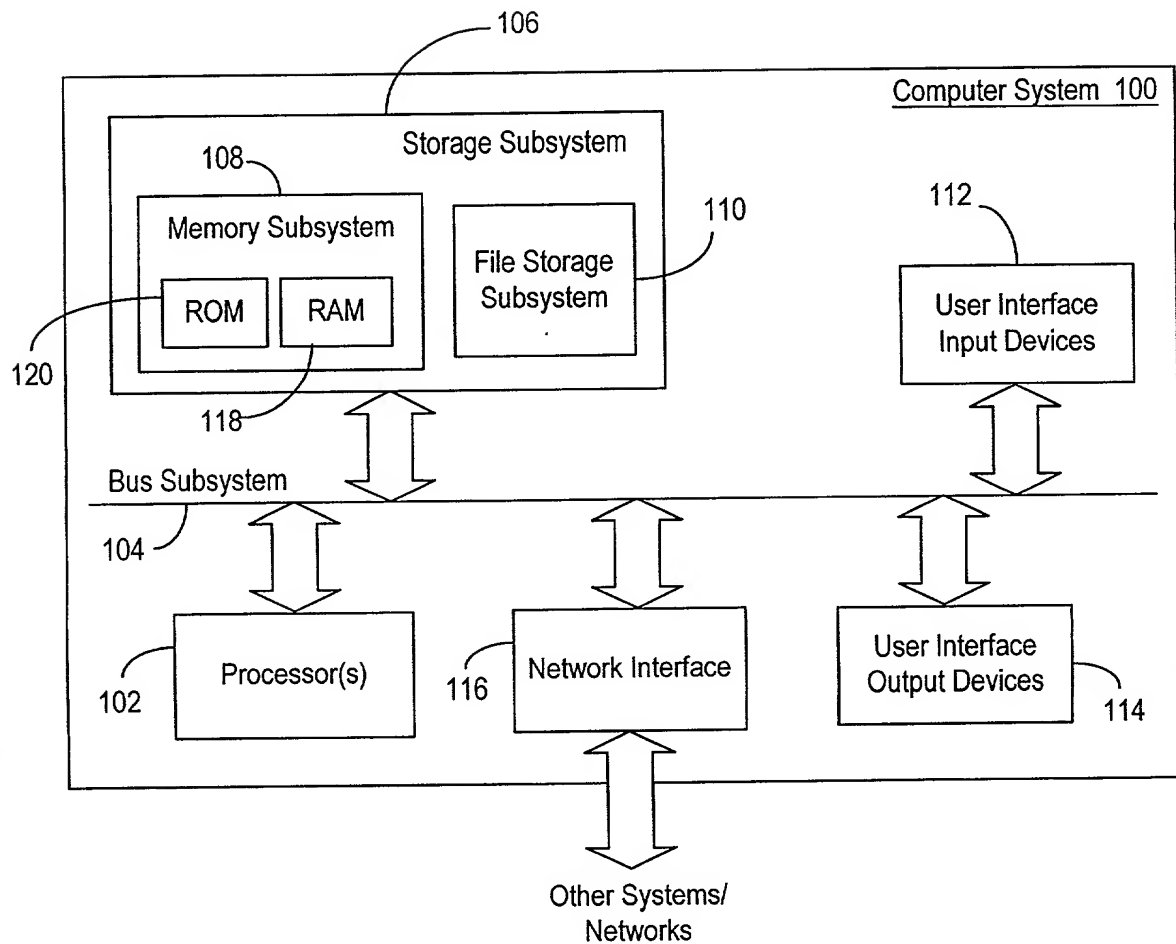 106
Computer System 100
Storage Subsystem
108
Memory Subsystem
110
112
File Storage
Subsystem
ROM
RAM
User Interface
Input Devices
120
118
Bus Subsystem
104
Processor(s)
102
Network Interface
116
User Interface
Output Devices
114
Other Systems/
Networks